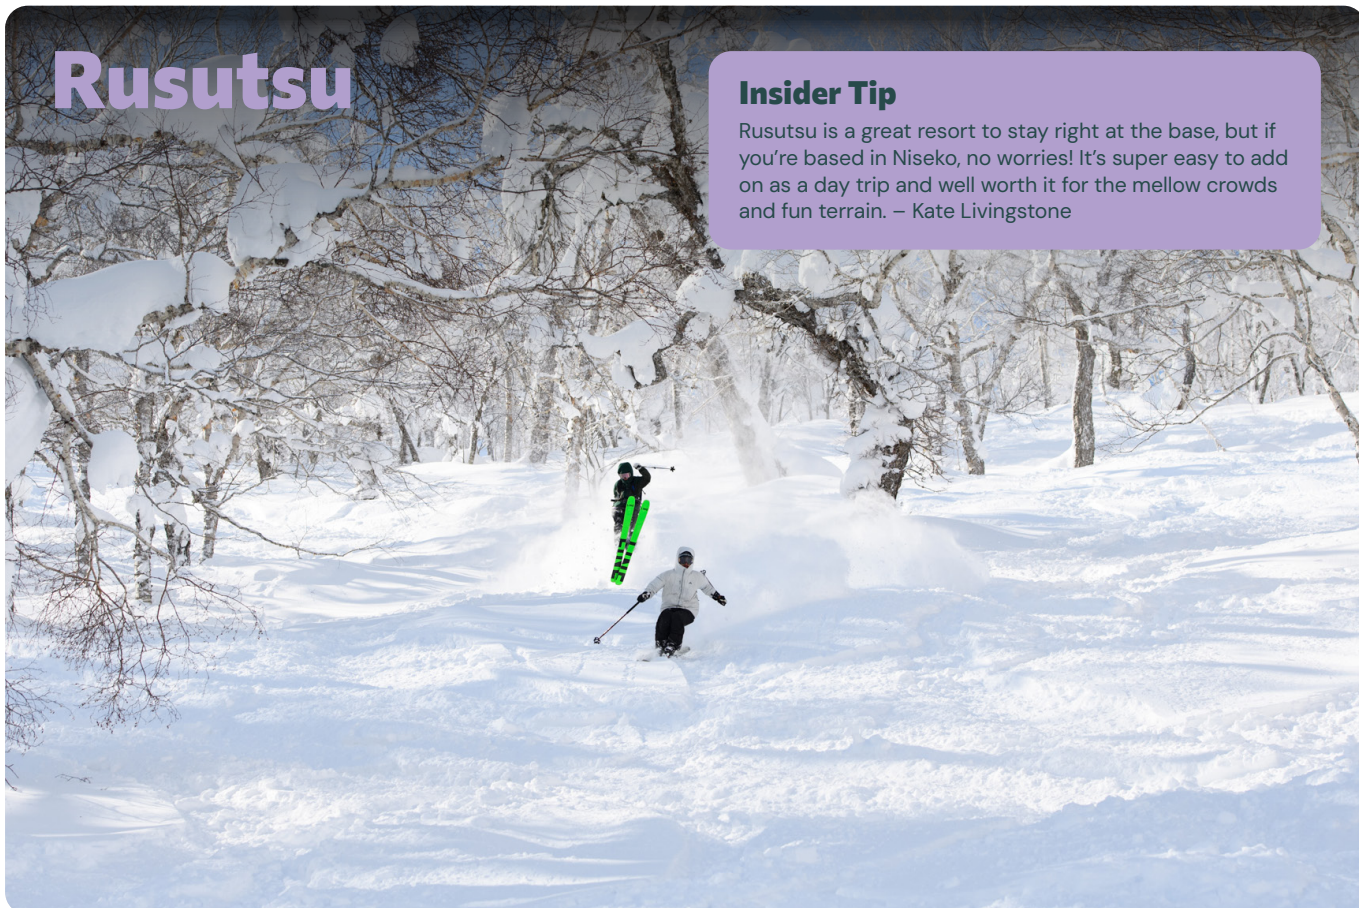 Rusutsu
Insider Tip
Rusutsu is a great resort to stay right at the base, but if
you’re based in Niseko, no worries! It’s super easy to add
on as a day trip and well worth it for the mellow crowds
and fun terrain. – Kate Livingstone
LINE